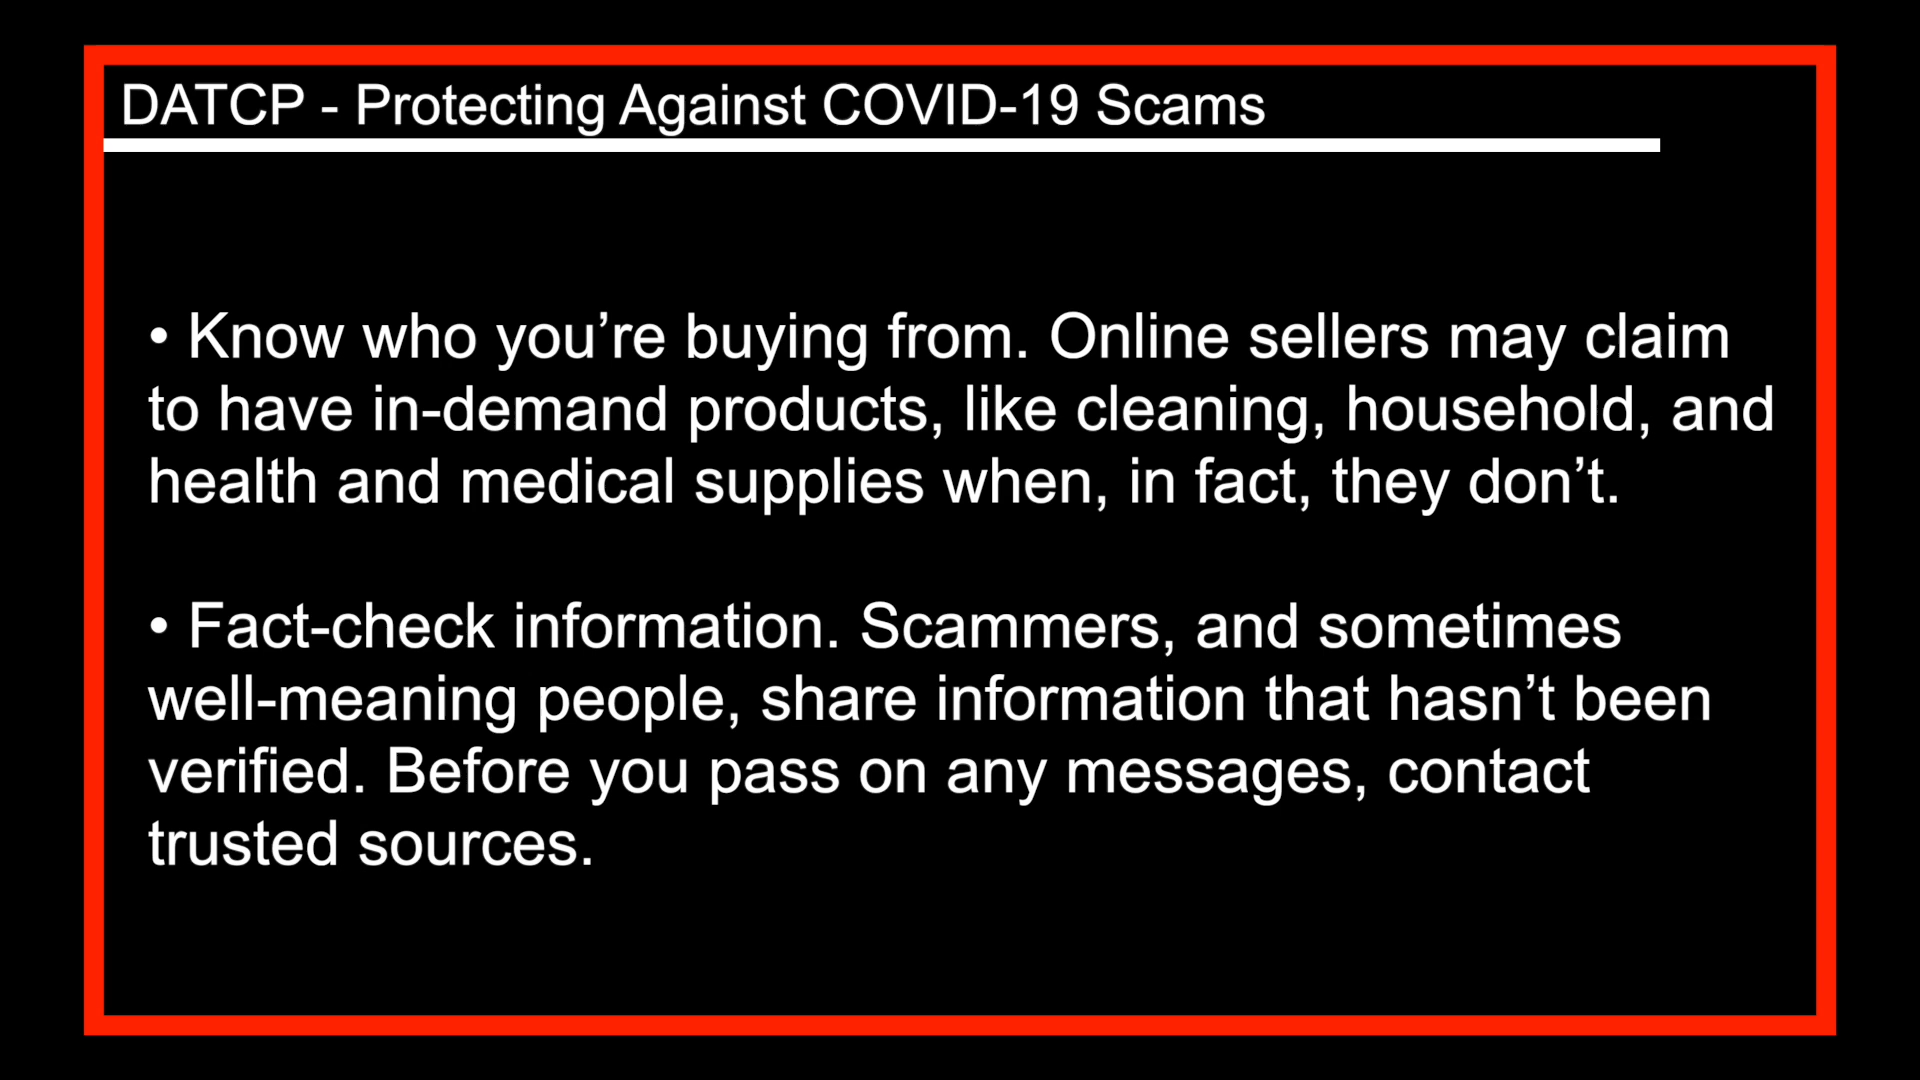 DATCP - Protecting Against COVID-19 Scams
• Know who you’re buying from. Online sellers may claim
to have in-demand products, like cleaning, household, and
health and medical supplies when, in fact, they don’t.
• Fact-check information. Scammers, and sometimes
well-meaning people, share information that hasn’t been
verified. Before you pass on any messages, contact
trusted sources.